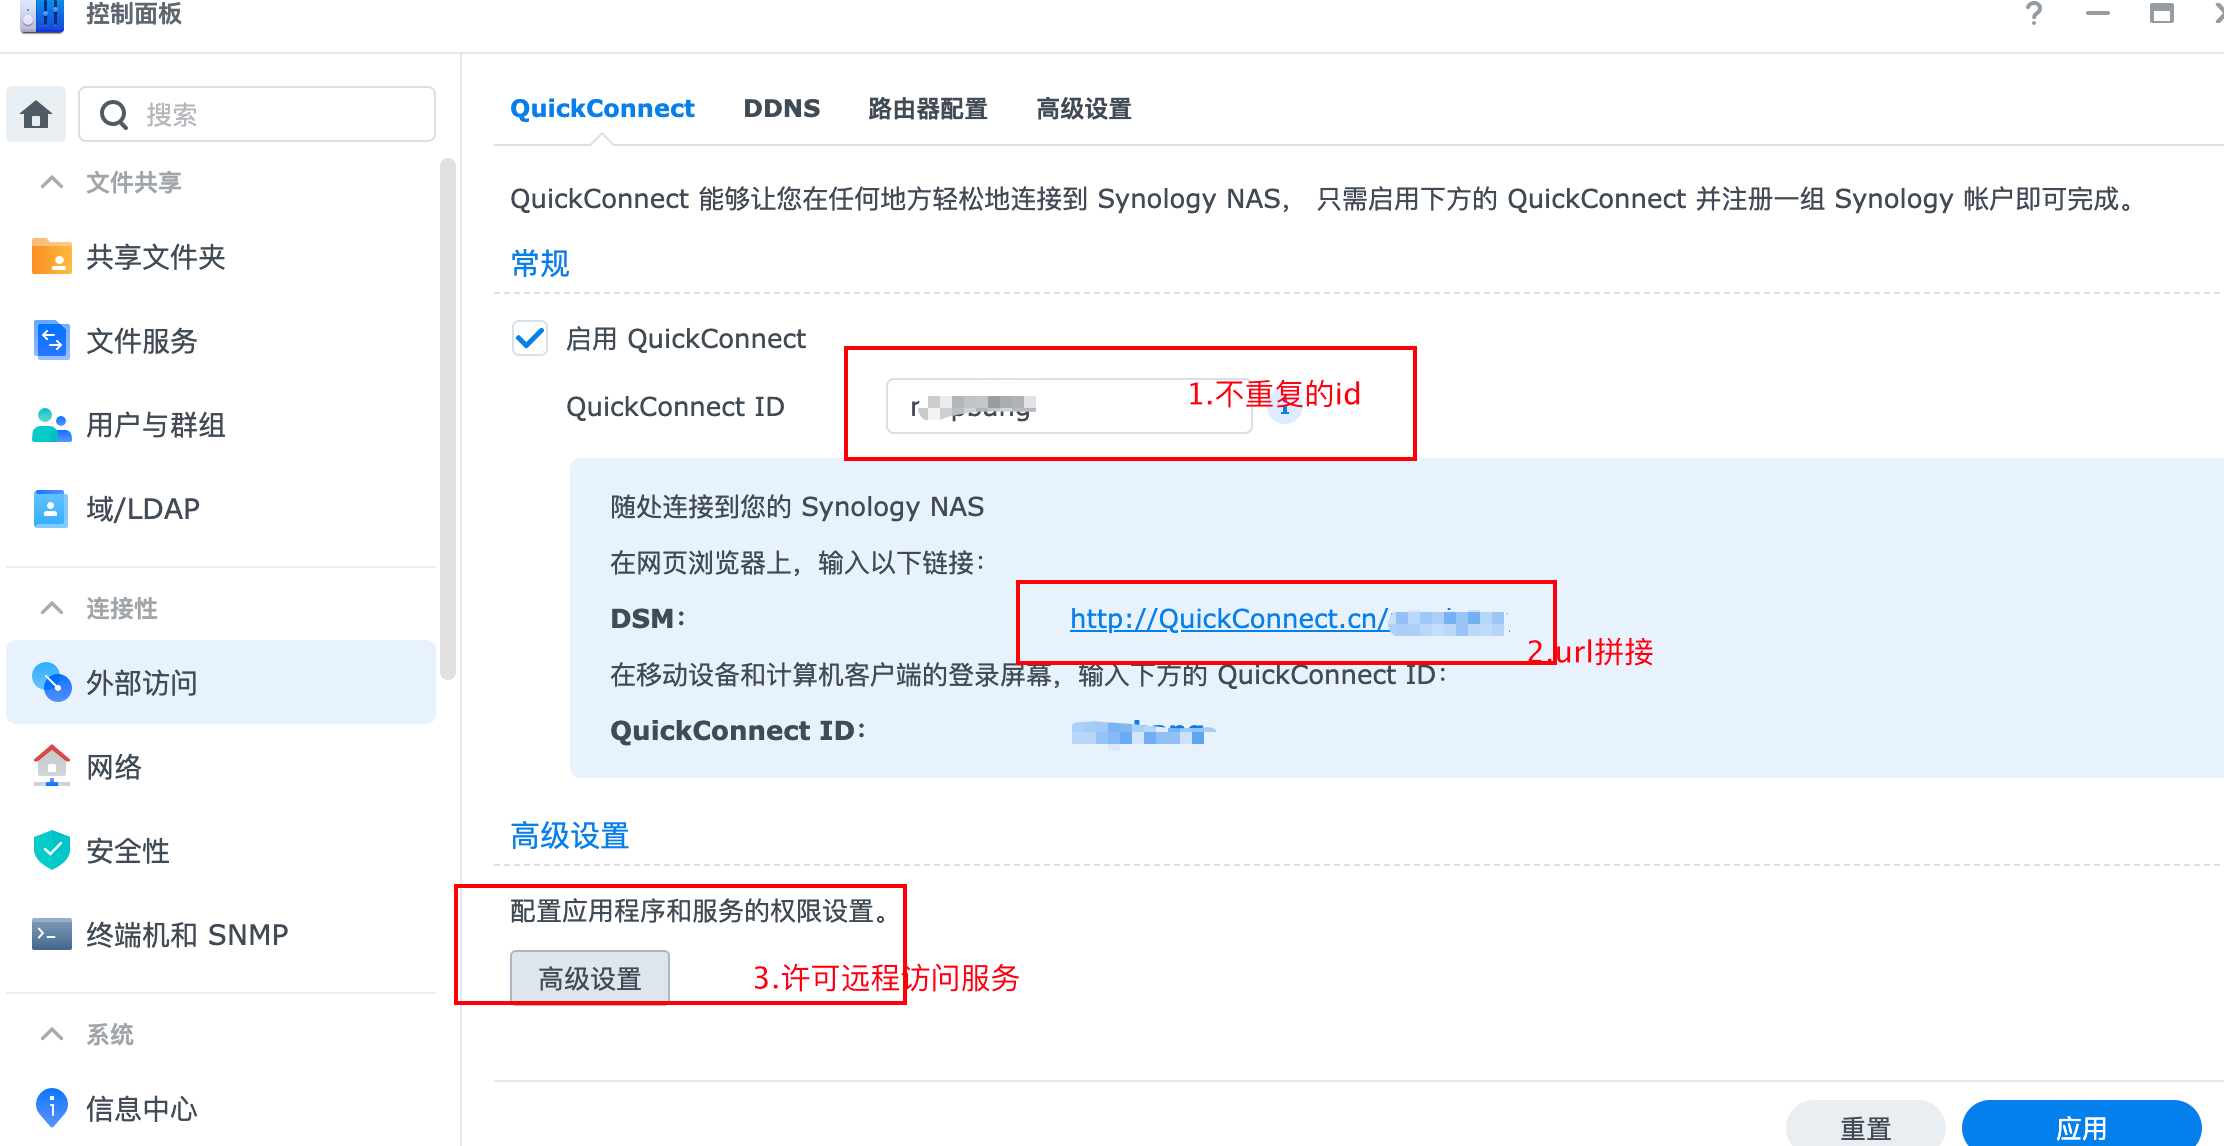 控制面板
搜索
文件共享
共享文件夹
文件服务
用户与群组
域/LDAP
连接性
外部访问
网络
安全性
终端机和 SNMP
系统
信息中心
QuickConnect DDNS 路由器配置 高级设置
QuickConnect 能够让您在任何地方轻松地连接到 Synology NAS， 只需启用下方的 QuickConnect 并注册一组 Synology 帐户即可完成。
常规
启用 QuickConnect
QuickConnect ID
1.不重复的id
随处连接到您的 Synology NAS
在网页浏览器上，输入以下链接：
DSM： http://QuickConnect.cn/
2.url拼接
在移动设备和计算机客户端的登录屏幕，输入下方的 QuickConnect ID：
QuickConnect ID：
高级设置
配置应用程序和服务的权限设置。
高级设置
3.许可远程访问服务
重置 应用